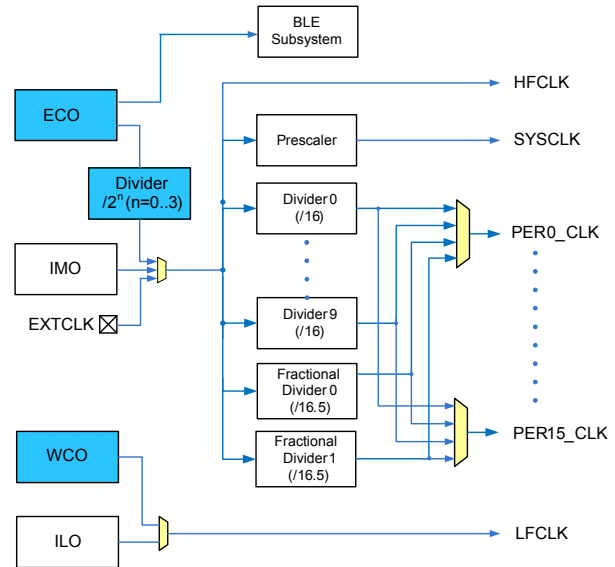 BLE
Subsystem
ECO
HFCLK
Prescaler
SYSCLK
Divider
/2ⁿ (n=0..3)
Divider 0
(/16)
PER0_CLK
IMO
EXTCLK
Divider 9
(/16)
Fractional
Divider 0
(/16.5)
PER15_CLK
Fractional
Divider 1
(/16.5)
WCO
ILO
LFCLK